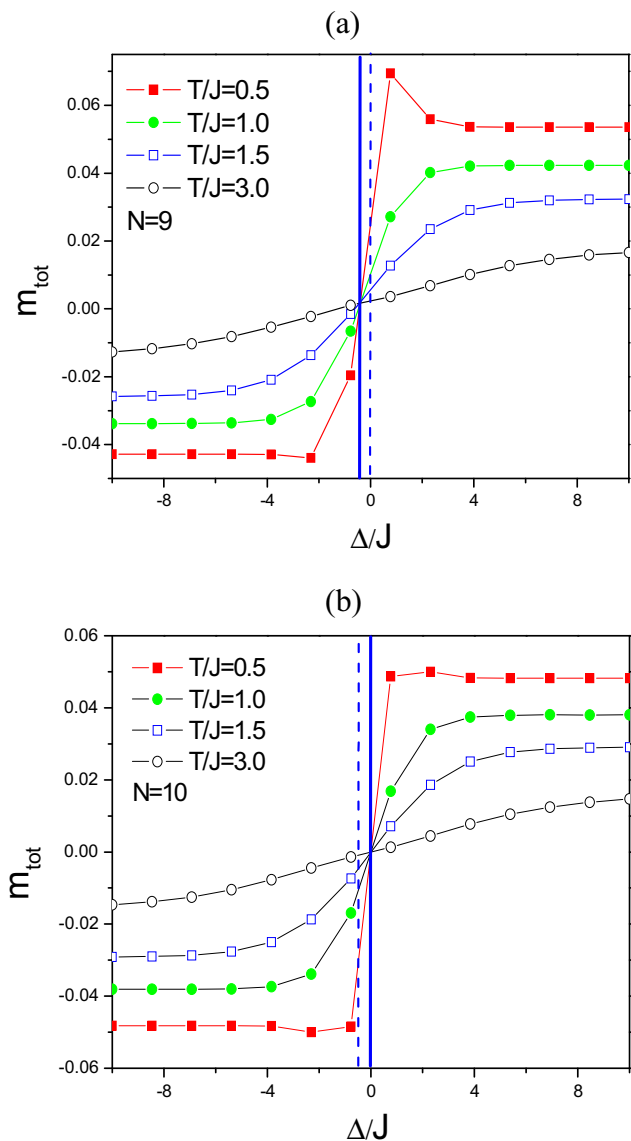 (a)
0.06
0.04
0.02
0.00
-0.02
-0.04
m_tot
T/J=0.5
T/J=1.0
T/J=1.5
T/J=3.0
N=9
-8 -4 0 4 8
Δ/J
(b)
0.06
0.04
0.02
0.00
-0.02
-0.04
-0.06
m_tot
T/J=0.5
T/J=1.0
T/J=1.5
T/J=3.0
N=10
-8 -4 0 4 8
Δ/J